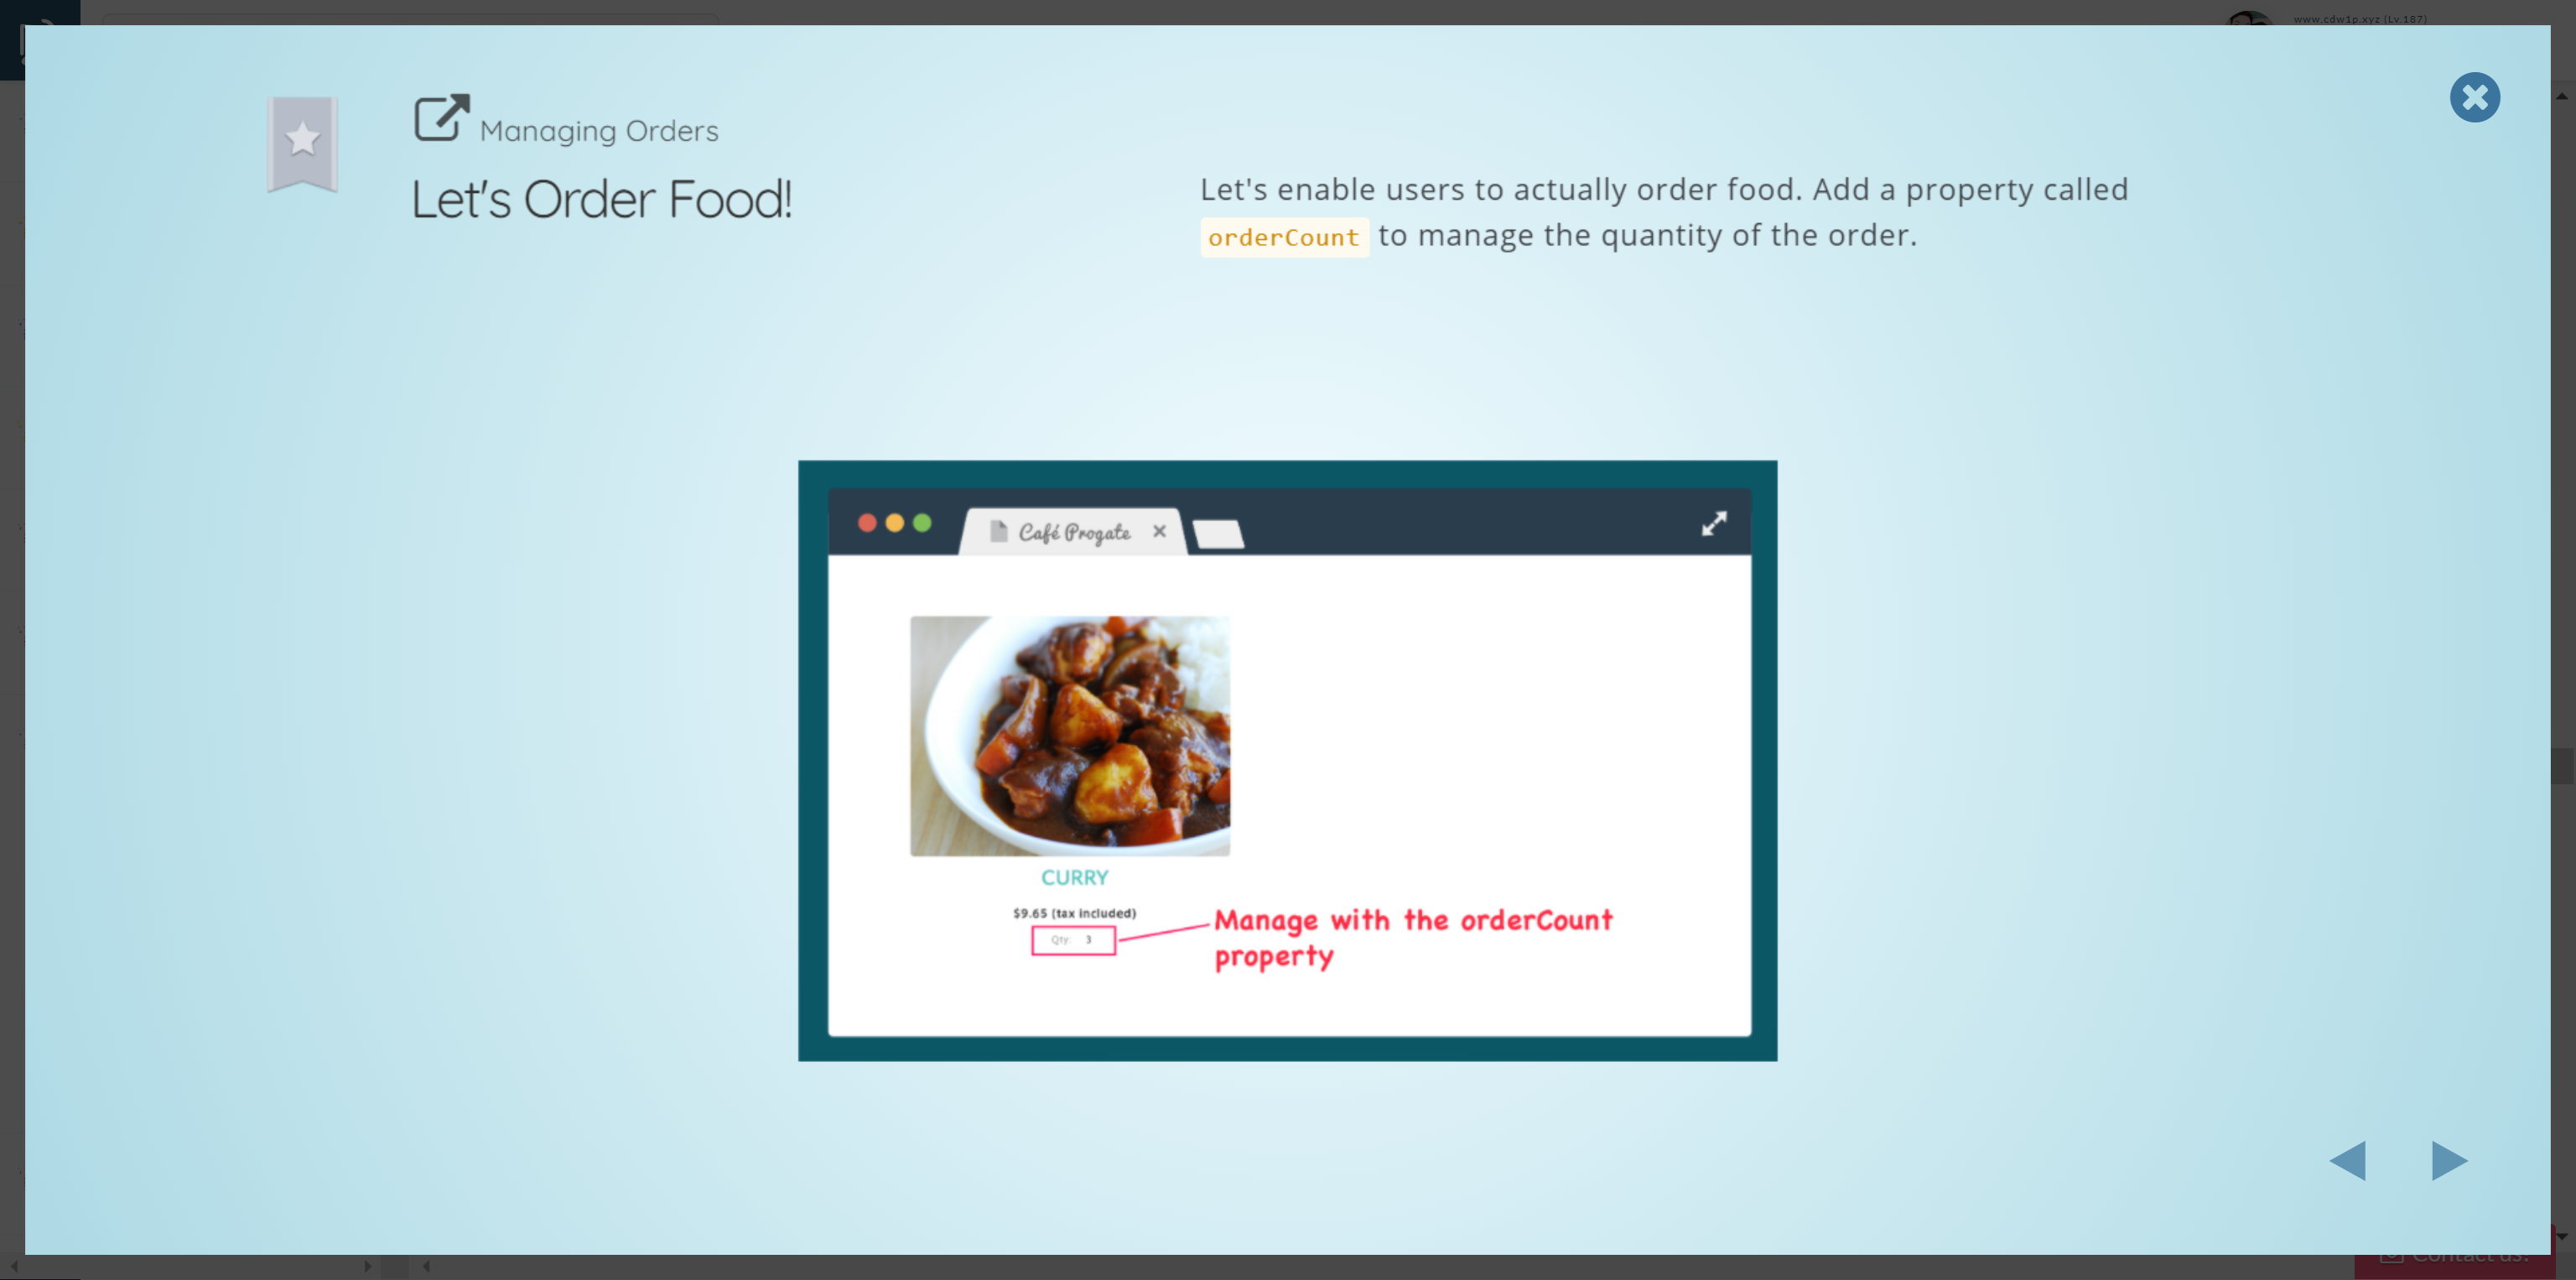 www.cdw1p.xyz (Lv.187)
Managing Orders
Let's Order Food!
Let's enable users to actually order food. Add a property called
orderCount to manage the quantity of the order.
Café Progate
CURRY
$9.65 (tax included)
Qty: 3
Manage with the orderCount
property
Contact us!